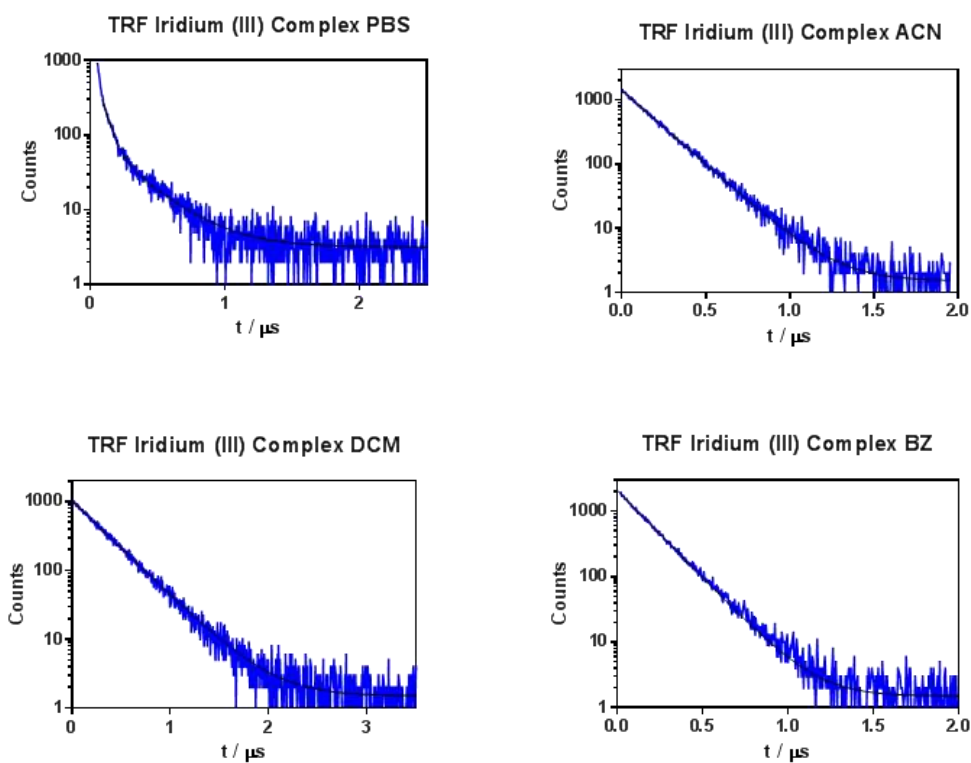 TRF Iridium (III) Complex PBS
1000
100
10
1
0
1
2
Counts
t / μs
TRF Iridium (III) Complex ACN
1000
100
10
1
0.0
0.5
1.0
1.5
2.0
Counts
t / μs
TRF Iridium (III) Complex DCM
1000
100
10
1
0
1
2
3
Counts
t / μs
TRF Iridium (III) Complex BZ
1000
100
10
1
0.0
0.5
1.0
1.5
2.0
Counts
t / μs